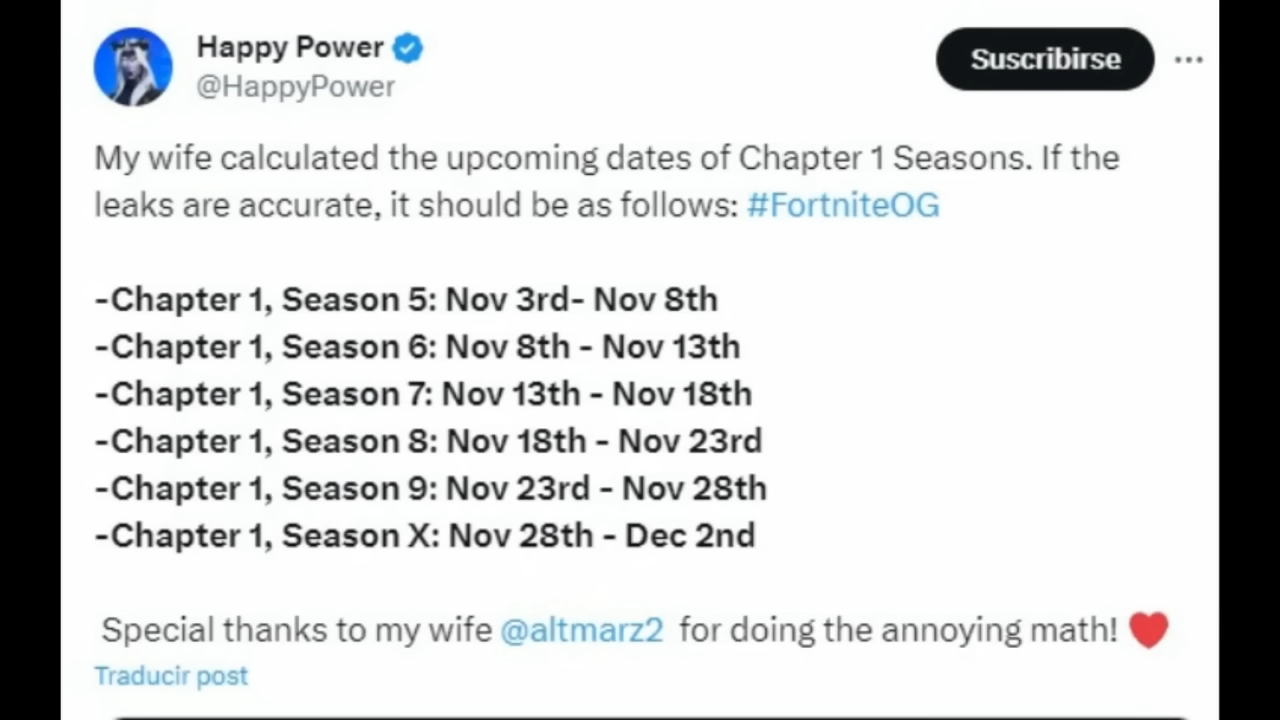 Happy Power
@HappyPower
Suscribirse
My wife calculated the upcoming dates of Chapter 1 Seasons. If the
leaks are accurate, it should be as follows: #FortniteOG
-Chapter 1, Season 5: Nov 3rd- Nov 8th
-Chapter 1, Season 6: Nov 8th - Nov 13th
-Chapter 1, Season 7: Nov 13th - Nov 18th
-Chapter 1, Season 8: Nov 18th - Nov 23rd
-Chapter 1, Season 9: Nov 23rd - Nov 28th
-Chapter 1, Season X: Nov 28th - Dec 2nd
Special thanks to my wife @altmarz2 for doing the annoying math! ❤️
Traducir post